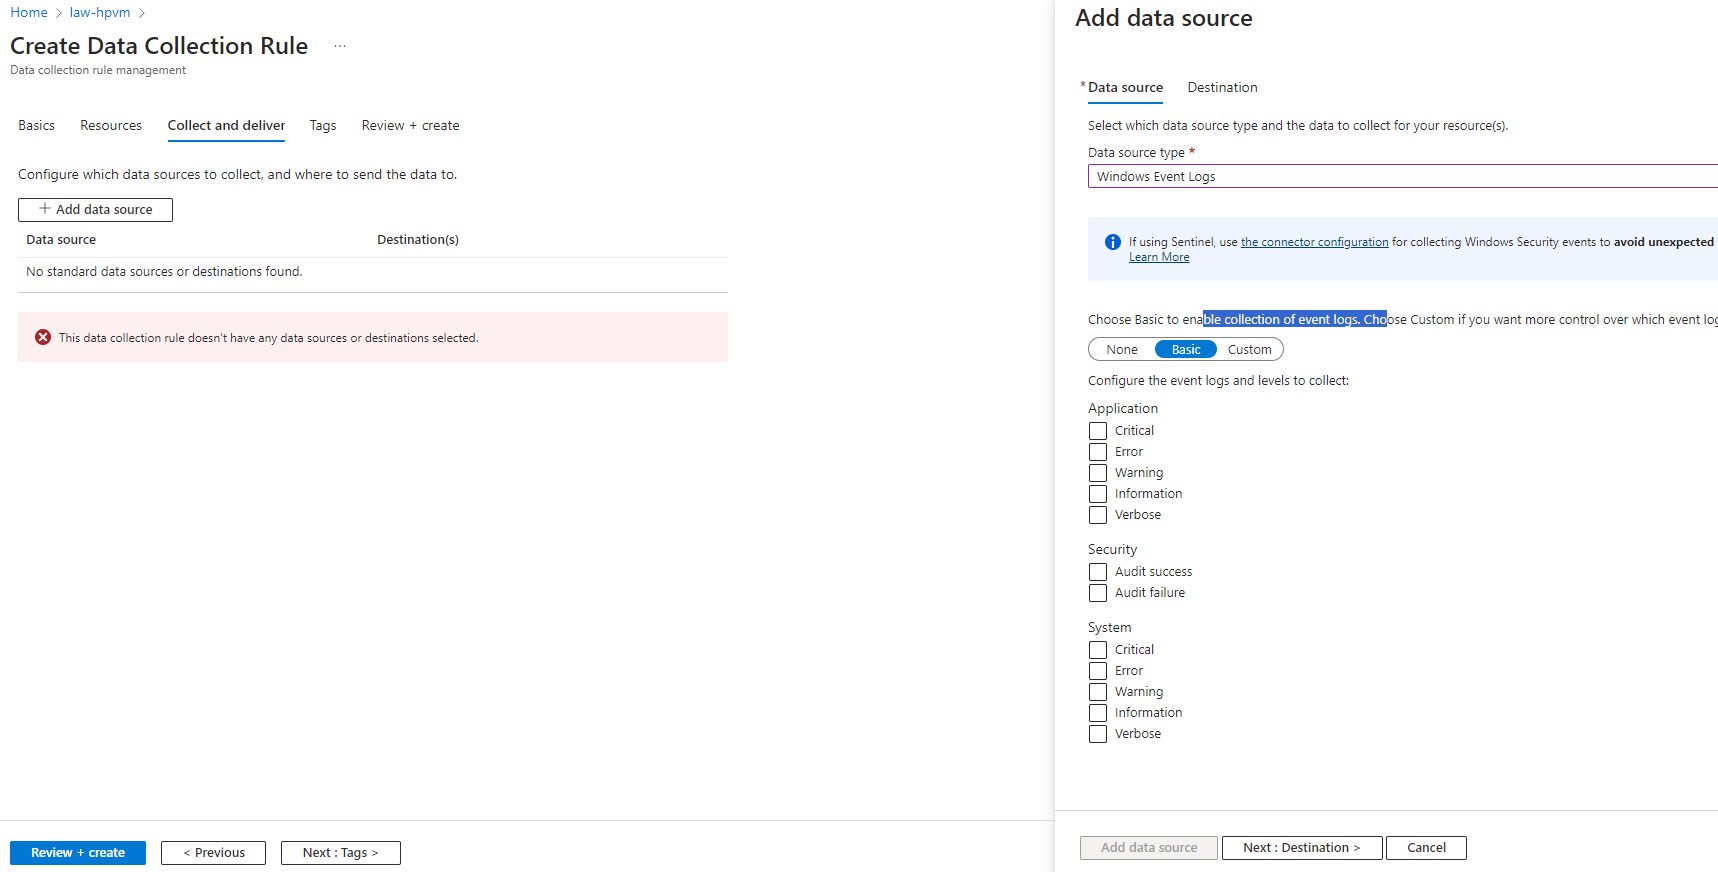 Home > law-hpvm >
Create Data Collection Rule ...
Data collection rule management
Basics Resources Collect and deliver Tags Review + create
Configure which data sources to collect, and where to send the data to.
+ Add data source
Data source Destination(s)
No standard data sources or destinations found.
This data collection rule doesn't have any data sources or destinations selected.
Review + create < Previous Next : Tags >
Add data source
* Data source Destination
Select which data source type and the data to collect for your resource(s).
Data source type *
Windows Event Logs
If using Sentinel, use the connector configuration for collecting Windows Security events to avoid unexpected
Learn More
Choose Basic to enable collection of event logs. Choose Custom if you want more control over which event
None Basic Custom
Configure the event logs and levels to collect:
Application
Critical
Error
Warning
Information
Verbose
Security
Audit success
Audit failure
System
Critical
Error
Warning
Information
Verbose
Add data source Next : Destination > Cancel